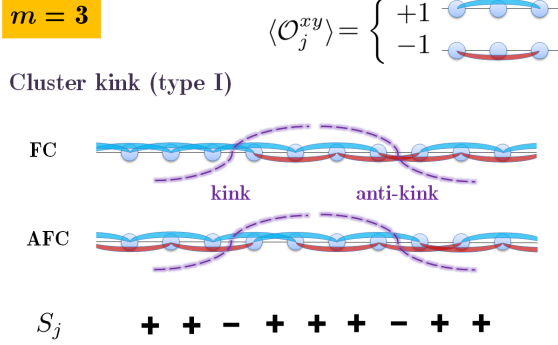 m = 3
⟨𝒪_j^{xy}⟩ = { +1
−1
Cluster kink (type I)
FC
kink anti-kink
AFC
S_j + + − + + + − + +